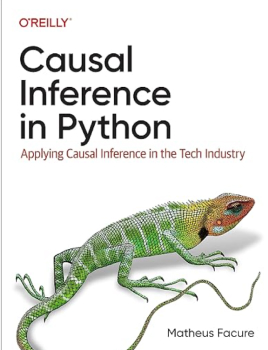 O'REILLY®
Causal
Inference
in Python
Applying Causal Inference in the Tech Industry
Matheus Facure